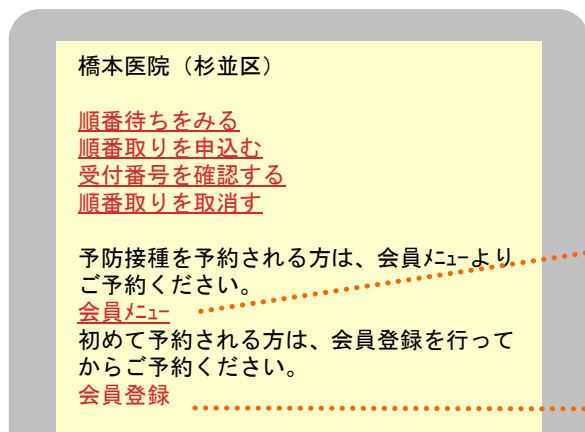 橋本医院（杉並区）
順番待ちをみる
順番取りを申込む
受付番号を確認する
順番取りを取消す
予防接種を予約される方は、会員ﾒﾆｭｰより
ご予約ください。
会員ﾒﾆｭｰ
初めて予約される方は、会員登録を行って
からご予約ください。
会員登録